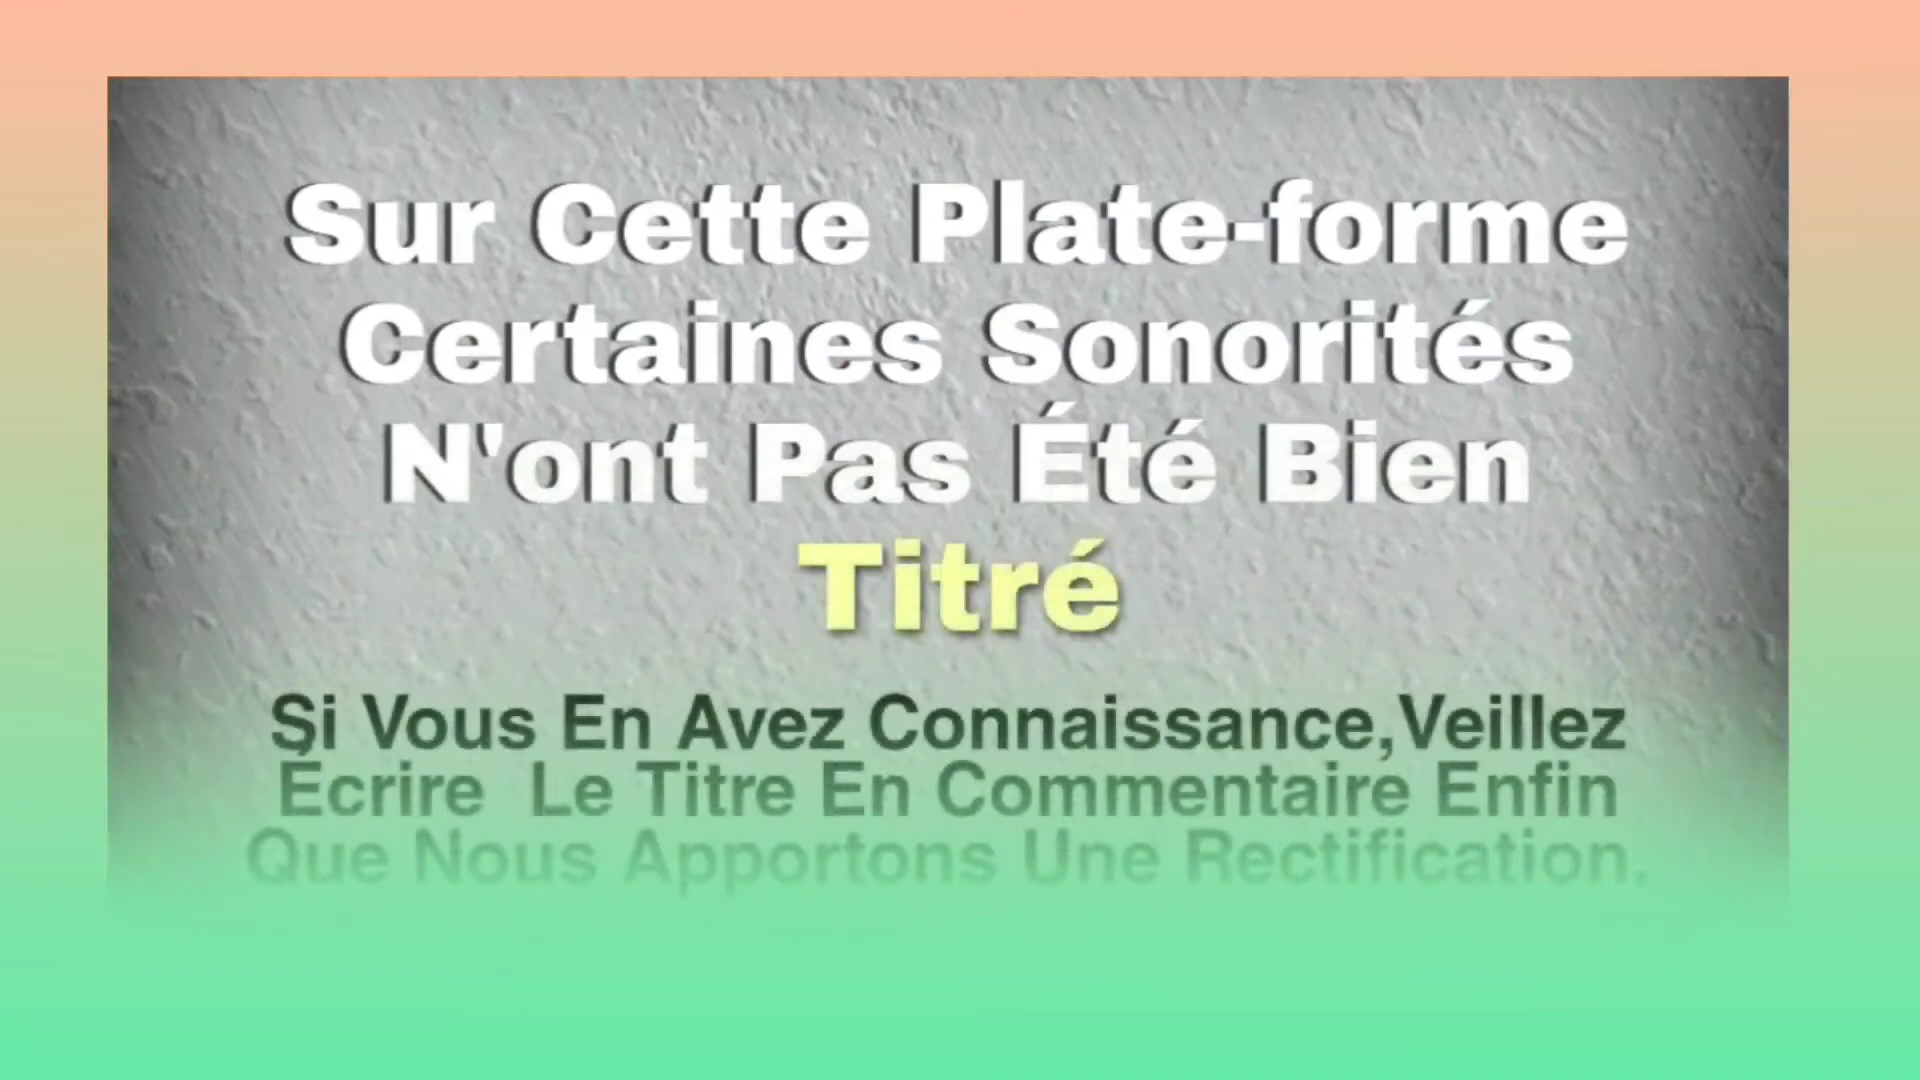 Sur Cette Plate-forme
Certaines Sonorités
N'ont Pas Été Bien
Titré
Si Vous En Avez Connaissance,Veillez
Écrire  Le Titre En Commentaire Enfin
Que Nous Apportons Une Rectification.